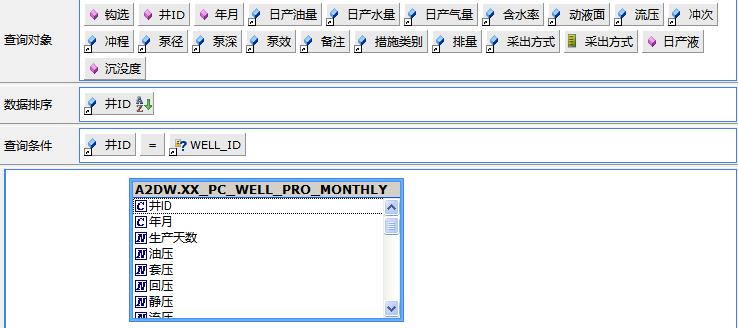 查询对象
钩选 井ID 年月 日产油量 日产水量 日产气量 含水率 动液面 流压 冲次
冲程 泵径 泵深 泵效 备注 措施类别 排量 采出方式 采出方式 日产液
沉没度
数据排序 井ID
查询条件 井ID = WELL_ID
A2DW.XX_PC_WELL_PRO_MONTHLY
井ID
年月
生产天数
油压
套压
回压
静压
流压